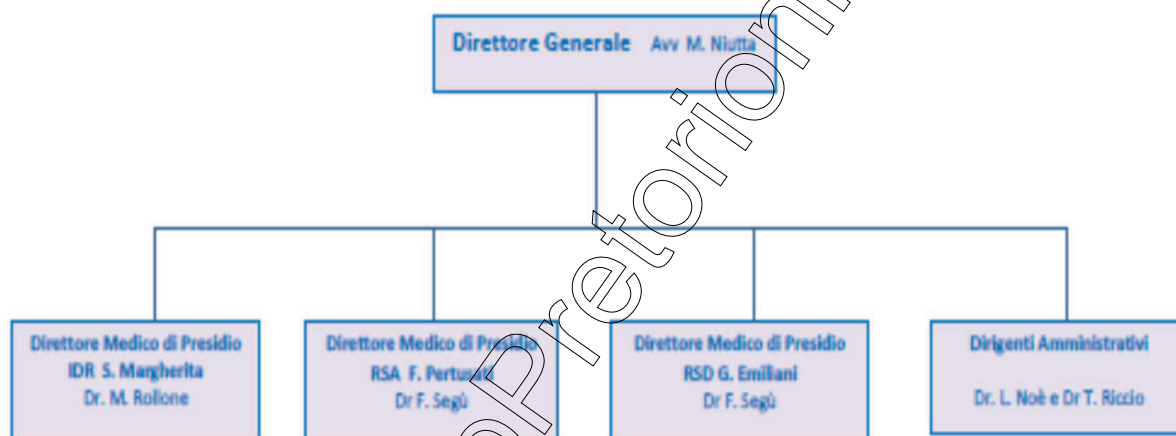 Direttore Generale Avv M. Niutta
Direttore Medico di Presidio
IDR S. Margherita
Dr. M. Rollone
Direttore Medico di Presidio
RSA F. Pertusati
Dr F. Segù
Direttore Medico di Presidio
RSD G. Emiliani
Dr F. Segù
Dirigenti Amministrativi
Dr. L. Noè e Dr T. Riccio
oPretorion